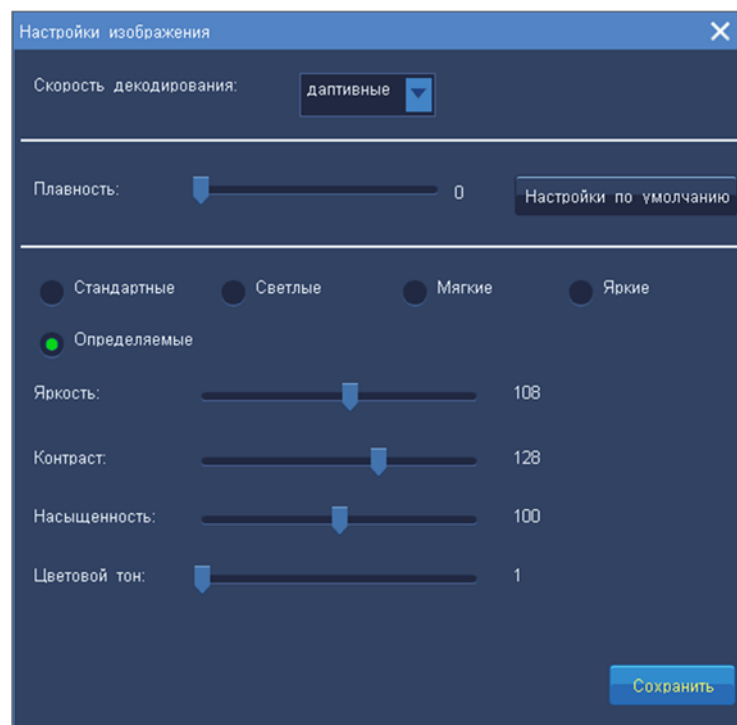 Настройки изображения
Скорость декодирования: даптивные
Плавность: 0 Настройки по умолчанию
Стандартные Светлые Мягкие Яркие
Определяемые
Яркость: 108
Контраст: 128
Насыщенность: 100
Цветовой тон: 1
Сохранить